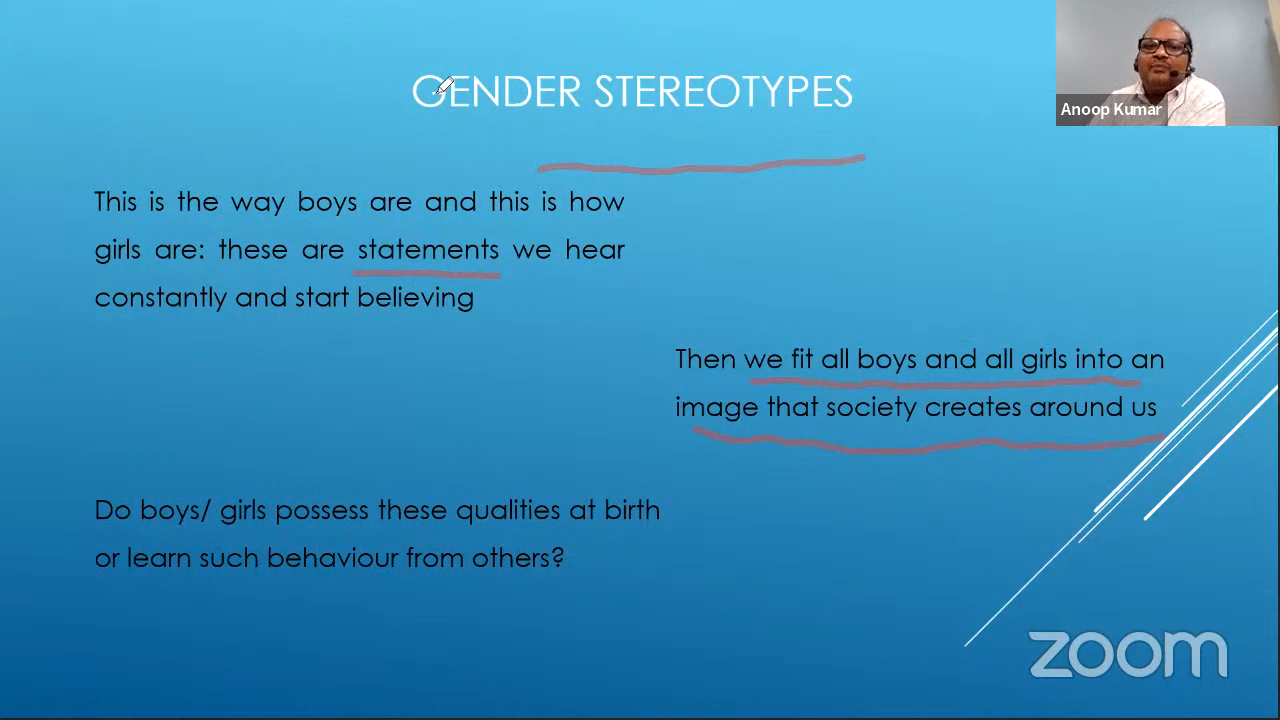 GENDER STEREOTYPES
Anoop Kumar
This is the way boys are and this is how
girls are: these are statements we hear
constantly and start believing
Then we fit all boys and all girls into an
image that society creates around us
Do boys/ girls possess these qualities at birth
or learn such behaviour from others?
zoom